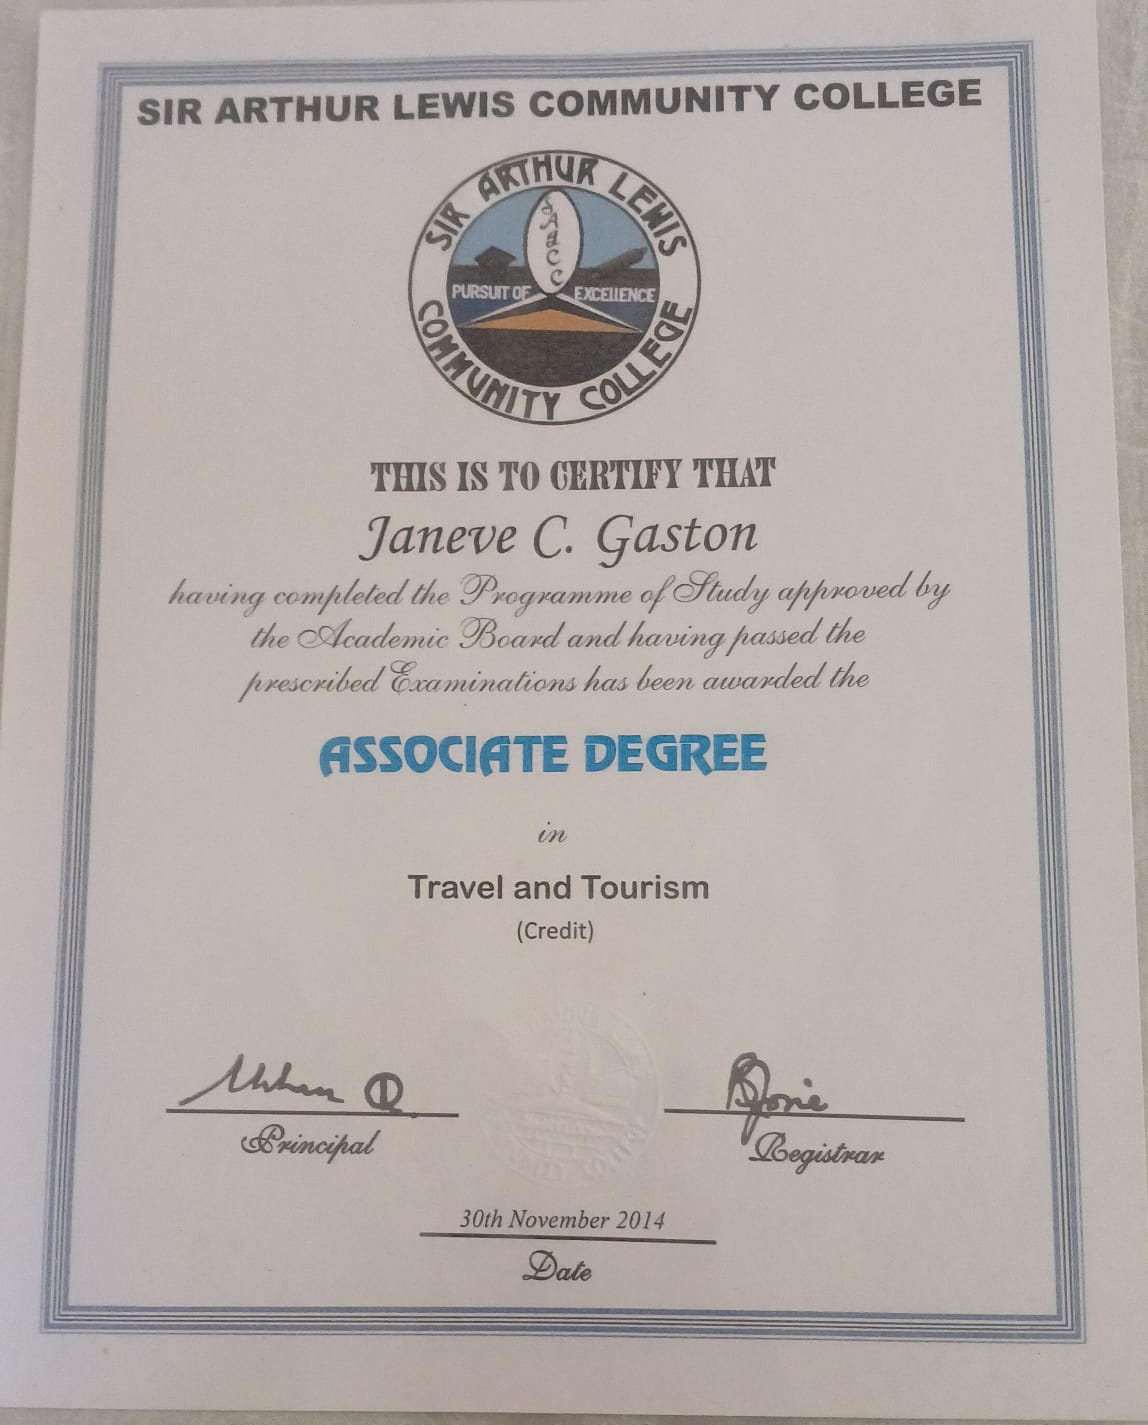 SIR ARTHUR LEWIS COMMUNITY COLLEGE
SIR ARTHUR LEWIS
SALCC
PURSUIT OF EXCELLENCE
COMMUNITY COLLEGE
THIS IS TO CERTIFY THAT
Janeve C. Gaston
having completed the Programme of Study approved by
the Academic Board and having passed the
prescribed Examinations has been awarded the
ASSOCIATE DEGREE
in
Travel and Tourism
(Credit)
Principal
Registrar
30th November 2014
Date